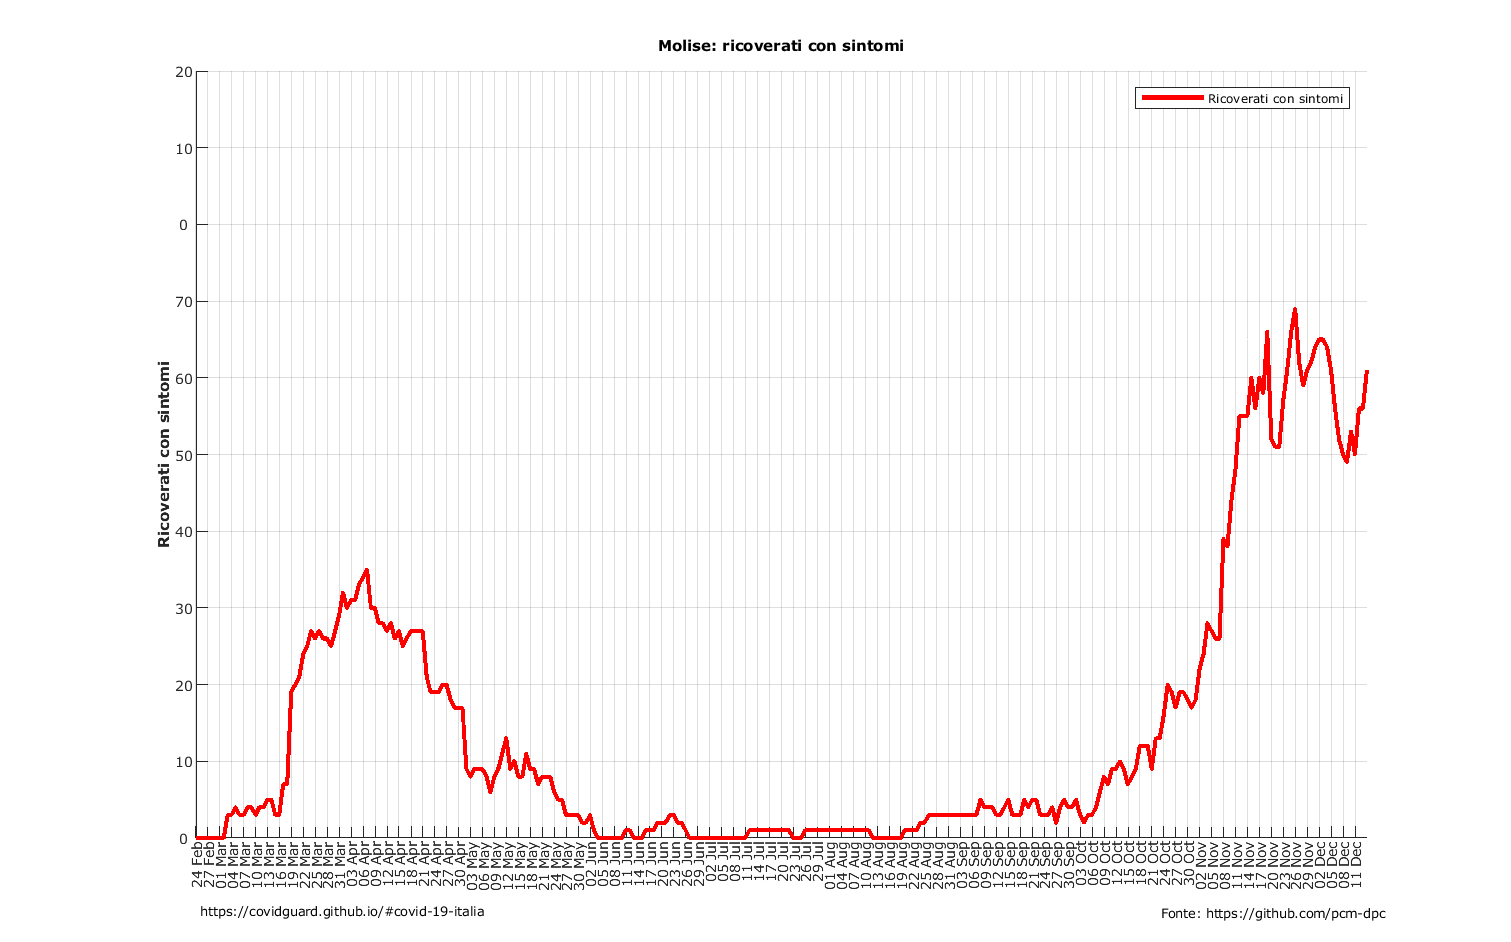 Molise: ricoverati con sintomi
Ricoverati con sintomi
20
10
0
70
60
50
40
30
20
10
0
Ricoverati con sintomi
24 Feb
27 Feb
01 Mar
04 Mar
07 Mar
10 Mar
13 Mar
16 Mar
19 Mar
22 Mar
25 Mar
28 Mar
31 Mar
03 Apr
06 Apr
09 Apr
12 Apr
15 Apr
18 Apr
21 Apr
24 Apr
27 Apr
30 Apr
03 May
06 May
09 May
12 May
15 May
18 May
21 May
24 May
27 May
30 May
02 Jun
05 Jun
08 Jun
11 Jun
14 Jun
17 Jun
20 Jun
23 Jun
26 Jun
29 Jun
02 Jul
05 Jul
08 Jul
11 Jul
14 Jul
17 Jul
20 Jul
23 Jul
26 Jul
29 Jul
01 Aug
04 Aug
07 Aug
10 Aug
13 Aug
16 Aug
19 Aug
22 Aug
25 Aug
28 Aug
31 Aug
03 Sep
06 Sep
09 Sep
12 Sep
15 Sep
18 Sep
21 Sep
24 Sep
27 Sep
30 Sep
03 Oct
06 Oct
09 Oct
12 Oct
15 Oct
18 Oct
21 Oct
24 Oct
27 Oct
30 Oct
02 Nov
05 Nov
08 Nov
11 Nov
14 Nov
17 Nov
20 Nov
23 Nov
26 Nov
29 Nov
02 Dec
05 Dec
08 Dec
11 Dec
https://covidguard.github.io/#covid-19-italia
Fonte: https://github.com/pcm-dpc